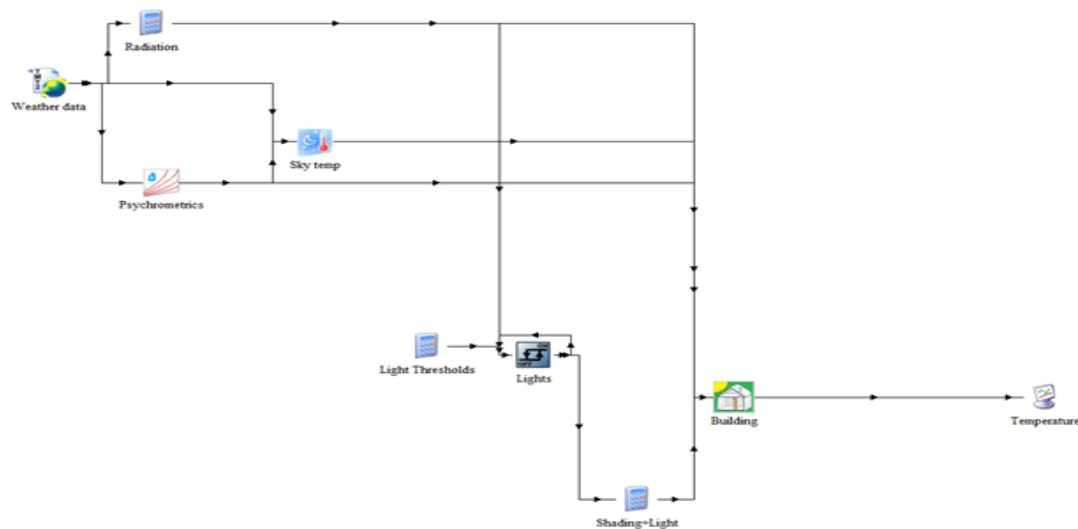 Radiation
Weather data
Sky temp
Psychrometrics
Light Thresholds
Lights
Building
Temperature
Shading+Light